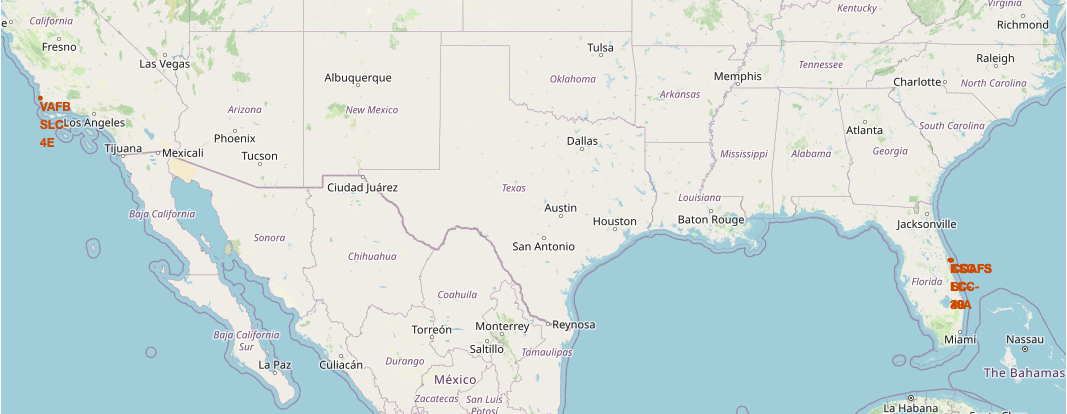 California
Fresno
Las Vegas
VAFB
SLC-
4E
Los Angeles
Tijuana
Mexicali
Arizona
Phoenix
Tucson
Albuquerque
New Mexico
Ciudad Juárez
Baja California
Sonora
Chihuahua
Coahuila
Baja California
Sur
La Paz
Culiacán
Durango
Torreón
Monterrey
Saltillo
Reynosa
Tamaulipas
México
Zacatecas
San Luis
Potosí
Tulsa
Oklahoma
Dallas
Texas
Austin
Houston
San Antonio
Kentucky
Virginia
Richmond
Raleigh
Memphis
Tennessee
Charlotte
North Carolina
Arkansas
South Carolina
Atlanta
Mississippi
Alabama
Georgia
Louisiana
Baton Rouge
Jacksonville
Florida
Miami
Nassau
The Bahamas
La Habana